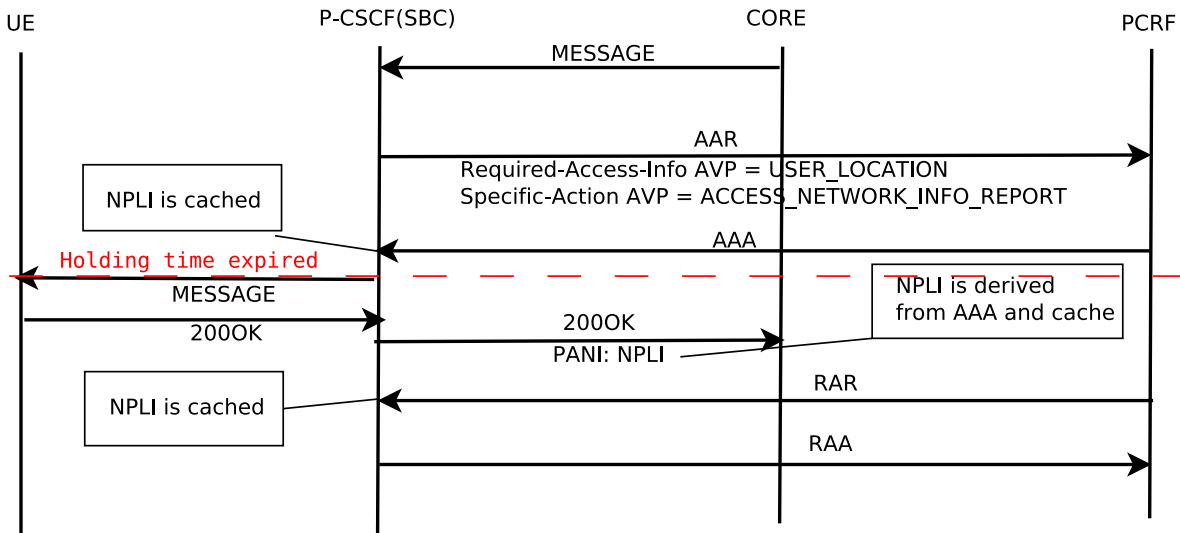 UE
P-CSCF(SBC)
CORE
PCRF
MESSAGE
AAR
Required-Access-Info AVP = USER_LOCATION
Specific-Action AVP = ACCESS_NETWORK_INFO_REPORT
NPLI is cached
AAA
Holding time expired
MESSAGE
NPLI is derived
from AAA and cache
200OK
200OK
PANI: NPLI
RAR
NPLI is cached
RAA